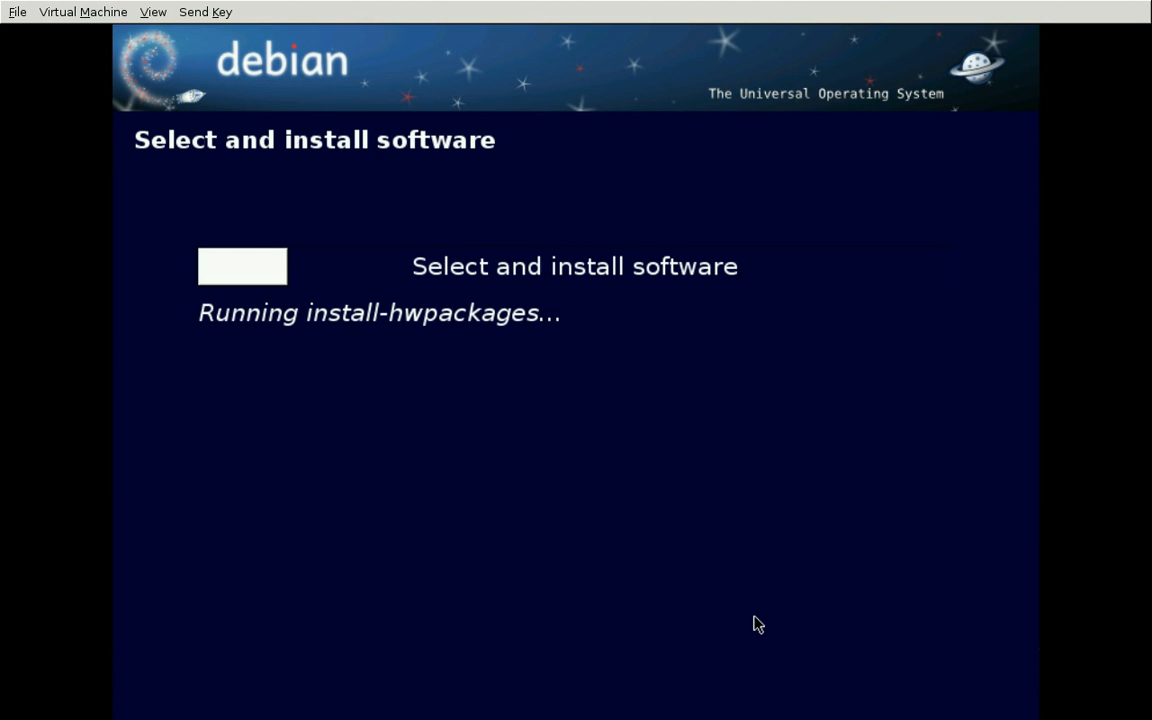 File Virtual Machine View Send Key
debian
The Universal Operating System
Select and install software
Select and install software
Running install-hwpackages...